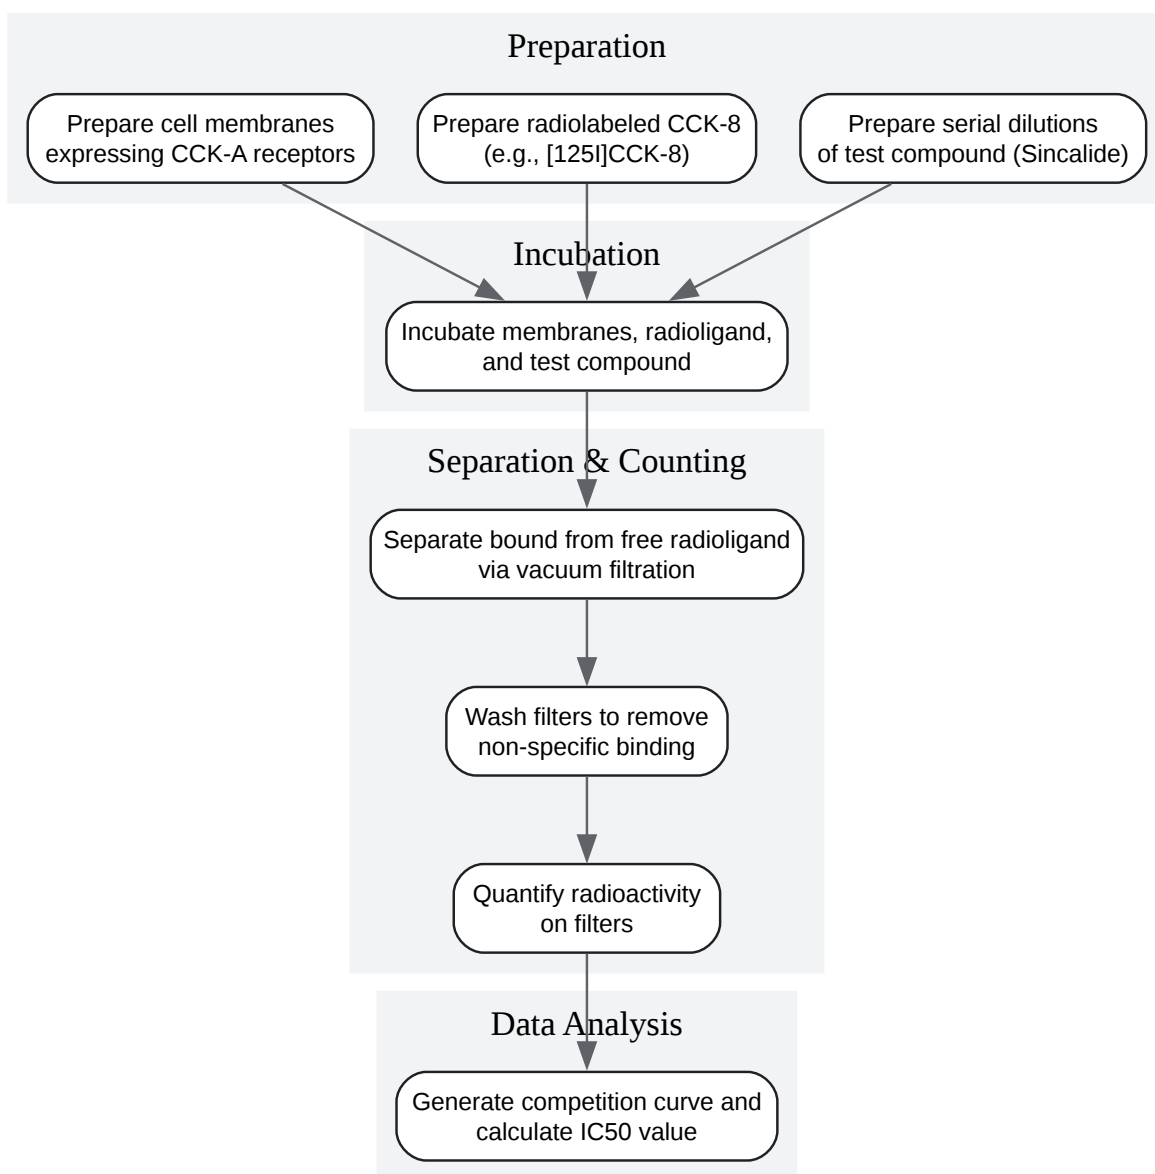 Preparation
Prepare cell membranes
expressing CCK-A receptors
Prepare radiolabeled CCK-8
(e.g., [125I]CCK-8)
Prepare serial dilutions
of test compound (Sincalide)
Incubation
Incubate membranes, radioligand,
and test compound
Separation & Counting
Separate bound from free radioligand
via vacuum filtration
Wash filters to remove
non-specific binding
Quantify radioactivity
on filters
Data Analysis
Generate competition curve and
calculate IC50 value